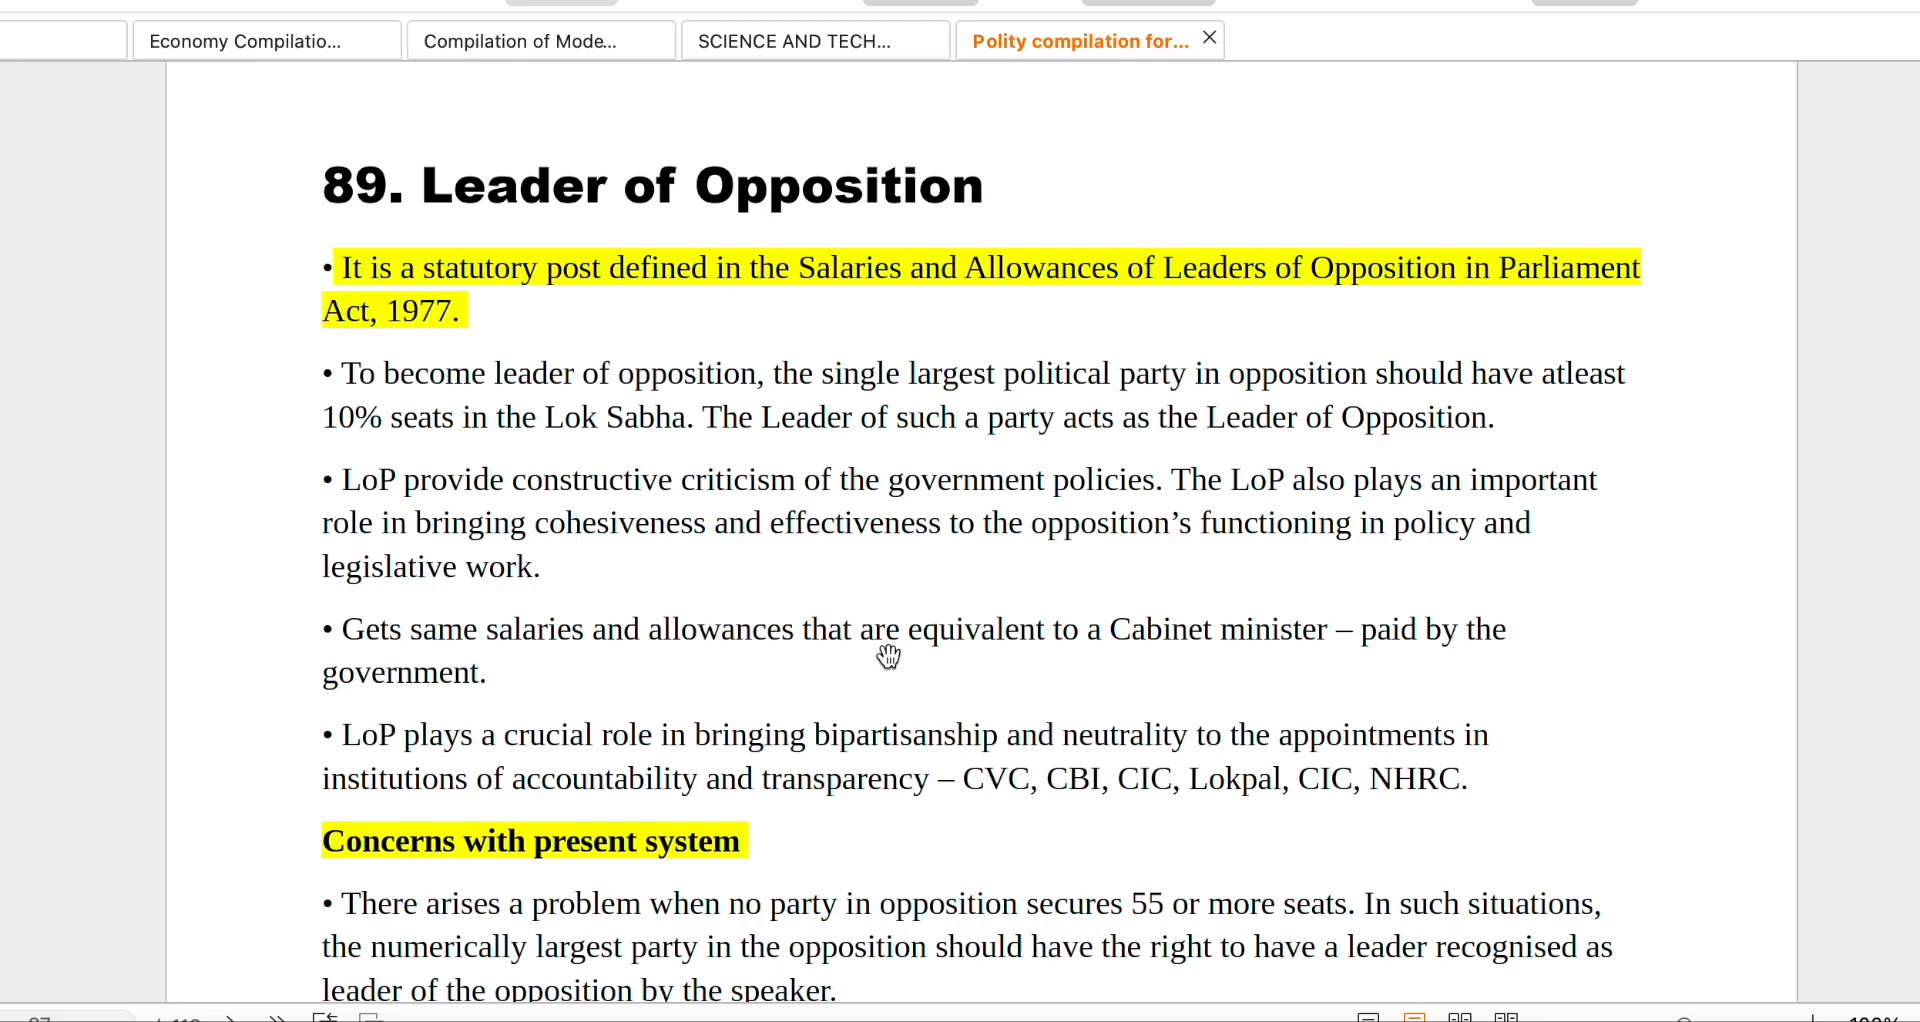 Economy Compilatio...
Compilation of Mode...
SCIENCE AND TECH...
Polity compilation for...
89. Leader of Opposition
• It is a statutory post defined in the Salaries and Allowances of Leaders of Opposition in Parliament
Act, 1977.
• To become leader of opposition, the single largest political party in opposition should have atleast
10% seats in the Lok Sabha. The Leader of such a party acts as the Leader of Opposition.
• LoP provide constructive criticism of the government policies. The LoP also plays an important
role in bringing cohesiveness and effectiveness to the opposition’s functioning in policy and
legislative work.
• Gets same salaries and allowances that are equivalent to a Cabinet minister – paid by the
government.
• LoP plays a crucial role in bringing bipartisanship and neutrality to the appointments in
institutions of accountability and transparency – CVC, CBI, CIC, Lokpal, CIC, NHRC.
Concerns with present system
• There arises a problem when no party in opposition secures 55 or more seats. In such situations,
the numerically largest party in the opposition should have the right to have a leader recognised as
leader of the opposition by the speaker.